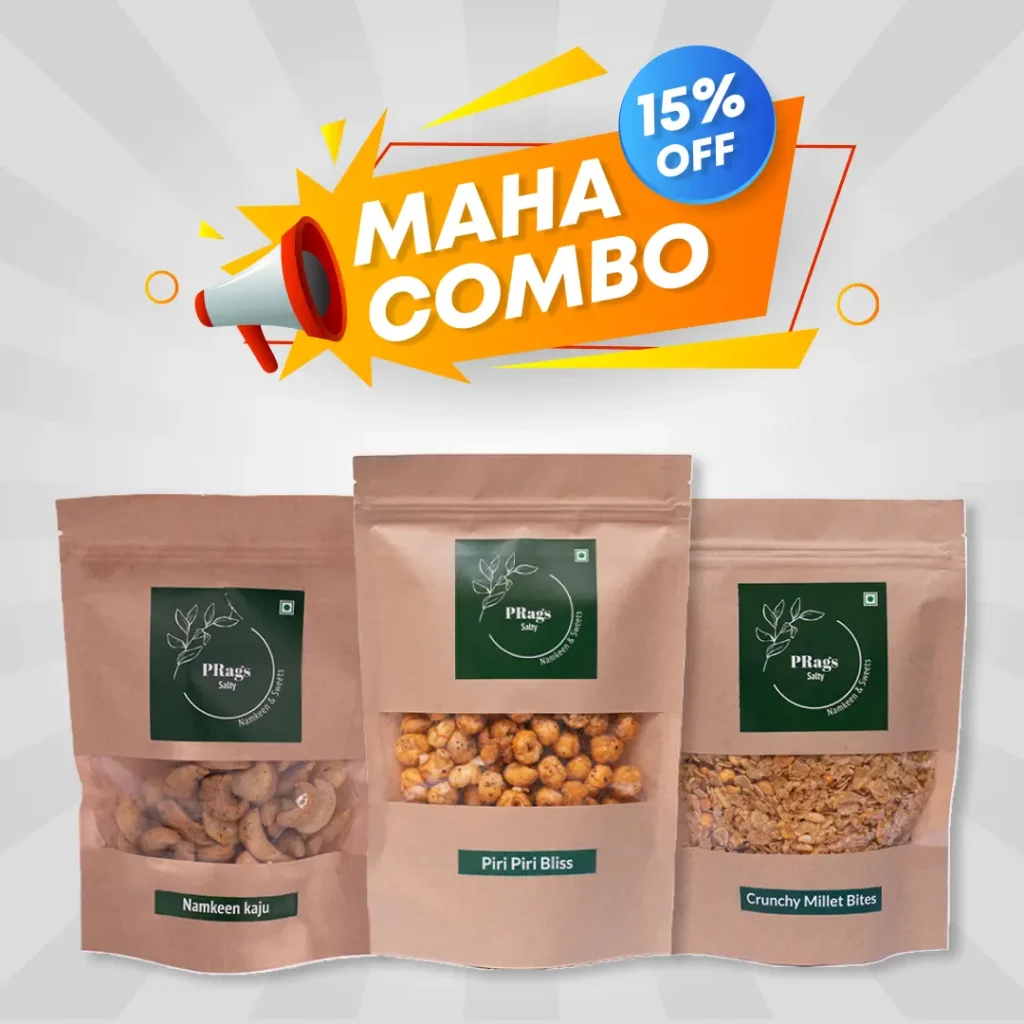 15%
OFF
MAHA
COMBO
PRags
Salty
Namkeen & Sweets
Namkeen kaju
PRags
Salty
Namkeen & Sweets
Piri Piri Bliss
PRags
Salty
Namkeen & Sweets
Crunchy Millet Bites